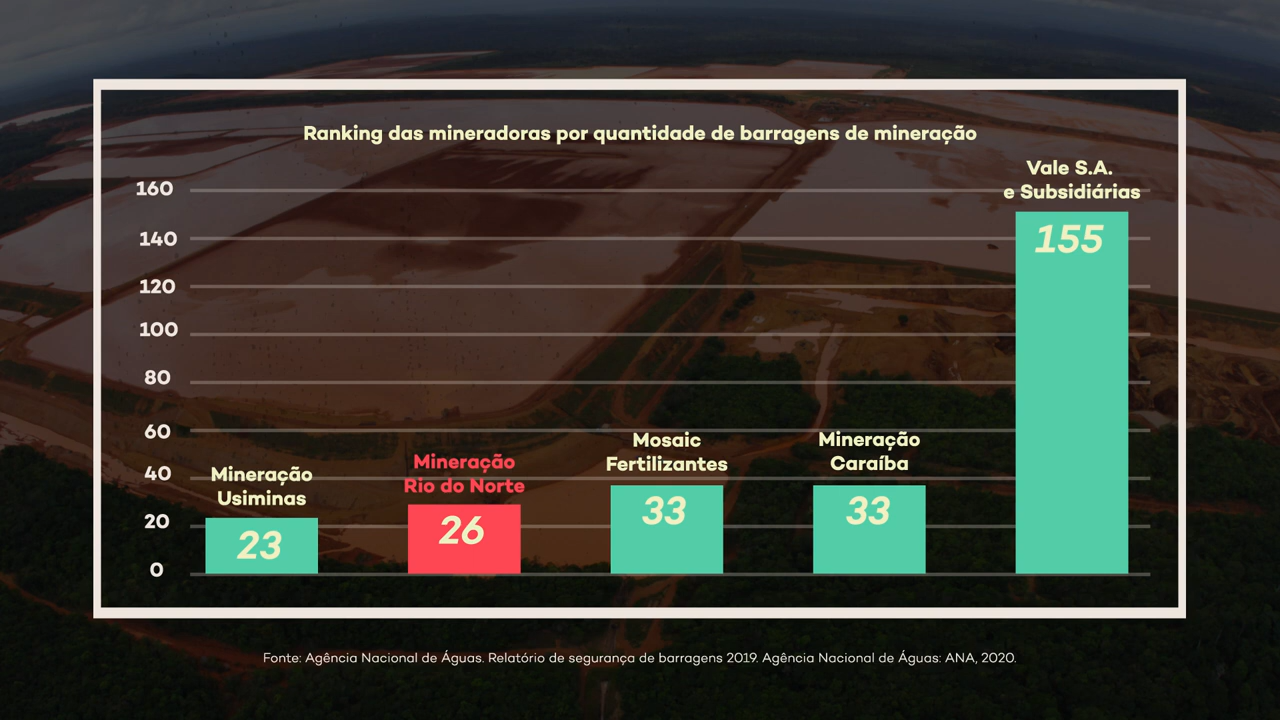 Ranking das mineradoras por quantidade de barragens de mineração
160
140
120
100
80
60
40
20
0
Mineração
Usiminas
23
Mineração
Rio do Norte
26
Mosaic
Fertilizantes
33
Mineração
Caraíba
33
Vale S.A.
e Subsidiárias
155
Fonte: Agência Nacional de Águas. Relatório de segurança de barragens 2019. Agência Nacional de Águas: ANA, 2020.